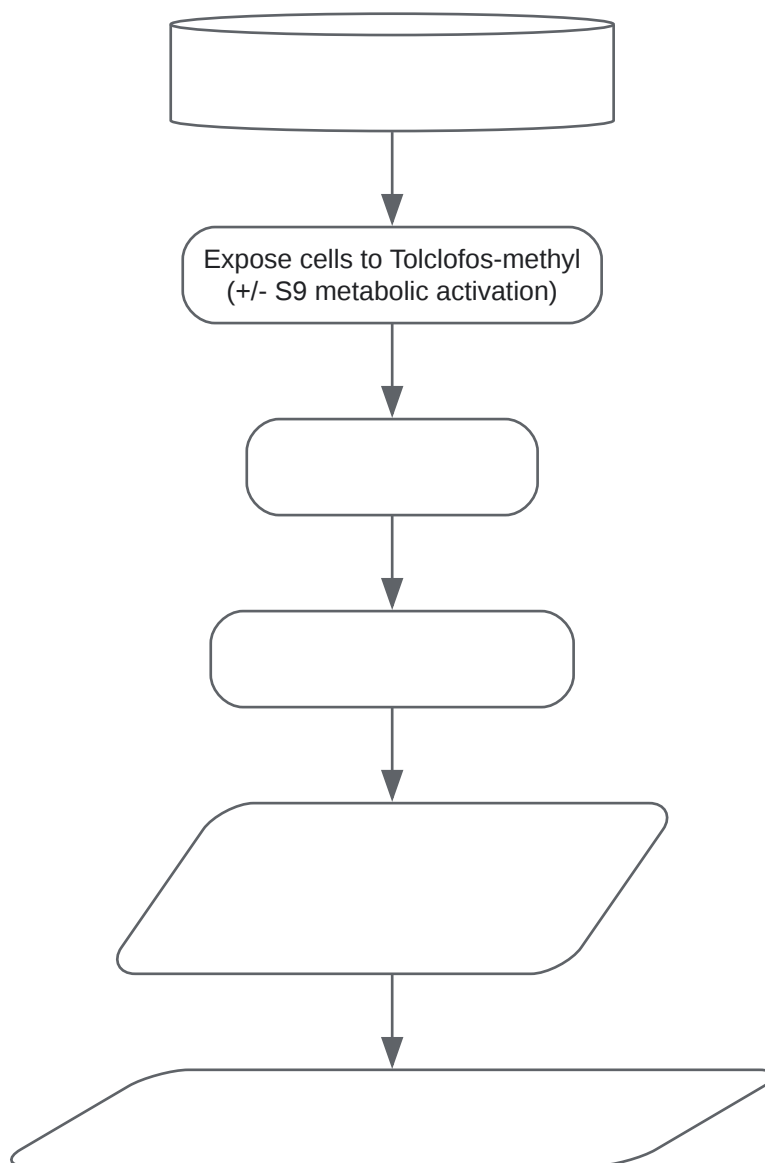 Expose cells to Tolclofos-methyl
(+/- S9 metabolic activation)